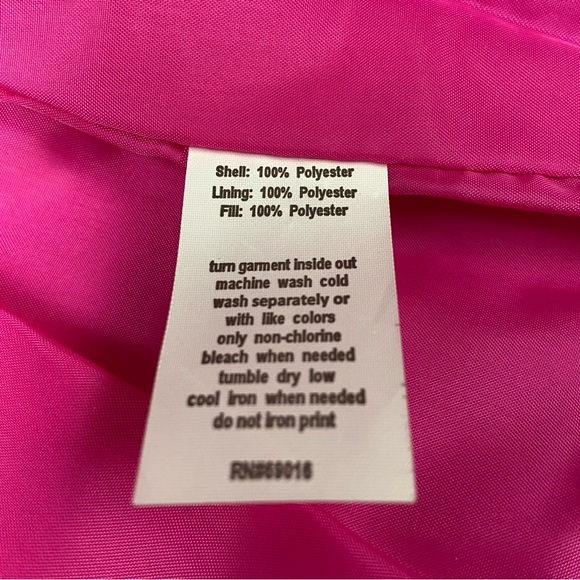 Shell: 100% Polyester
Lining: 100% Polyester
Fill: 100% Polyester
turn garment inside out
machine wash cold
wash separately or
with like colors
only non-chlorine
bleach when needed
tumble dry low
cool iron when needed
do not iron print
RN#69016